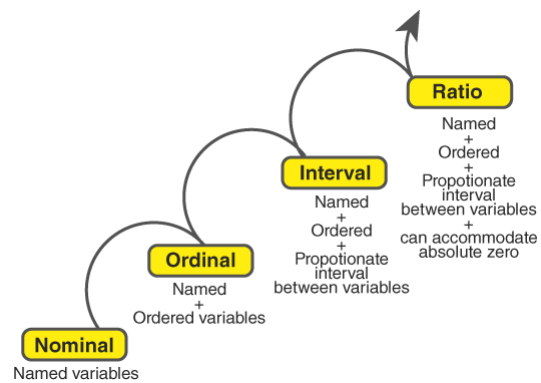 Ratio
Named
+
Ordered
+
Propotionate
interval
between variables
+
can accommodate
absolute zero
Interval
Named
+
Ordered
+
Propotionate
interval
between variables
Ordinal
Named
+
Ordered variables
Nominal
Named variables